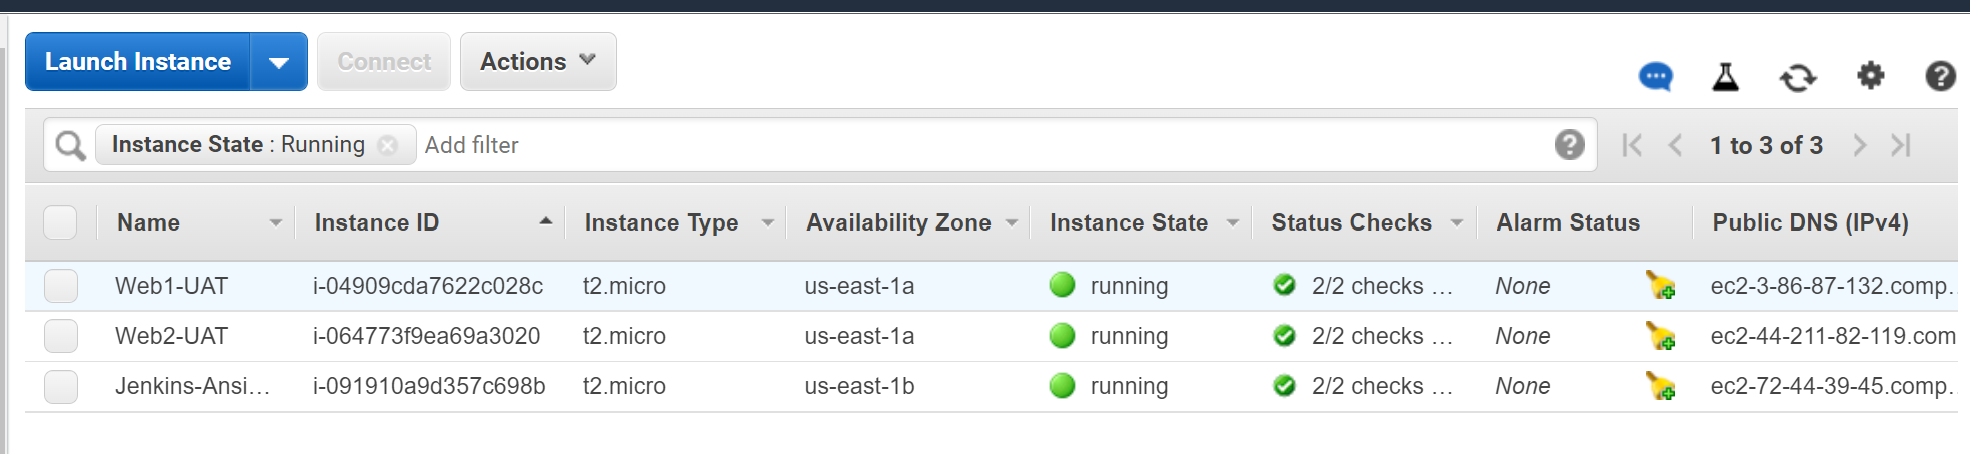 Launch Instance Connect Actions
Instance State : Running Add filter 1 to 3 of 3
Name Instance ID Instance Type Availability Zone Instance State Status Checks Alarm Status Public DNS (IPv4)
Web1-UAT i-04909cda7622c028c t2.micro us-east-1a running 2/2 checks ... None ec2-3-86-87-132.comp...
Web2-UAT i-064773f9ea69a3020 t2.micro us-east-1a running 2/2 checks ... None ec2-44-211-82-119.com
Jenkins-Ansi... i-091910a9d357c698b t2.micro us-east-1b running 2/2 checks ... None ec2-72-44-39-45.comp...